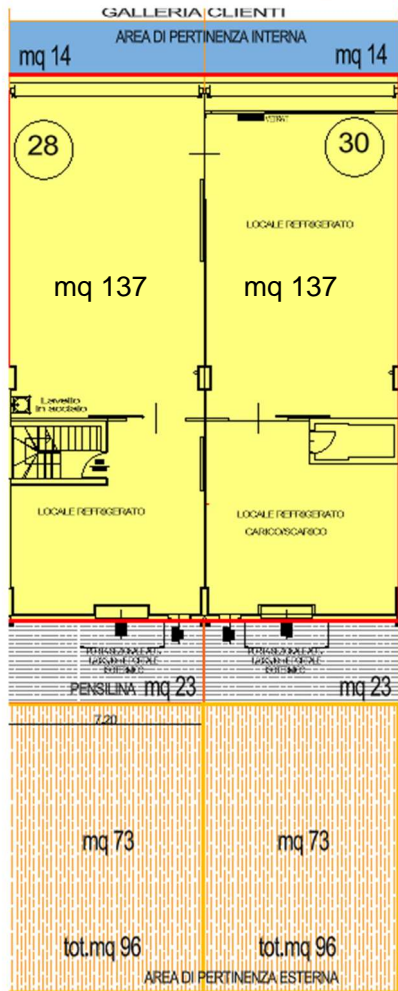 GALLERIA CLIENTI
AREA DI PERTINENZA INTERNA
mq 14 mq 14
28 30
LOCALE REFRIGERATO
mq 137 mq 137
Lavello
in acciaio
LOCALE REFRIGERATO LOCALE REFRIGERATO
CARICO/SCARICO
PENSILINA mq 23 mq 23
7.20
mq 73 mq 73
tot.mq 96 tot.mq 96
AREA DI PERTINENZA ESTERNA